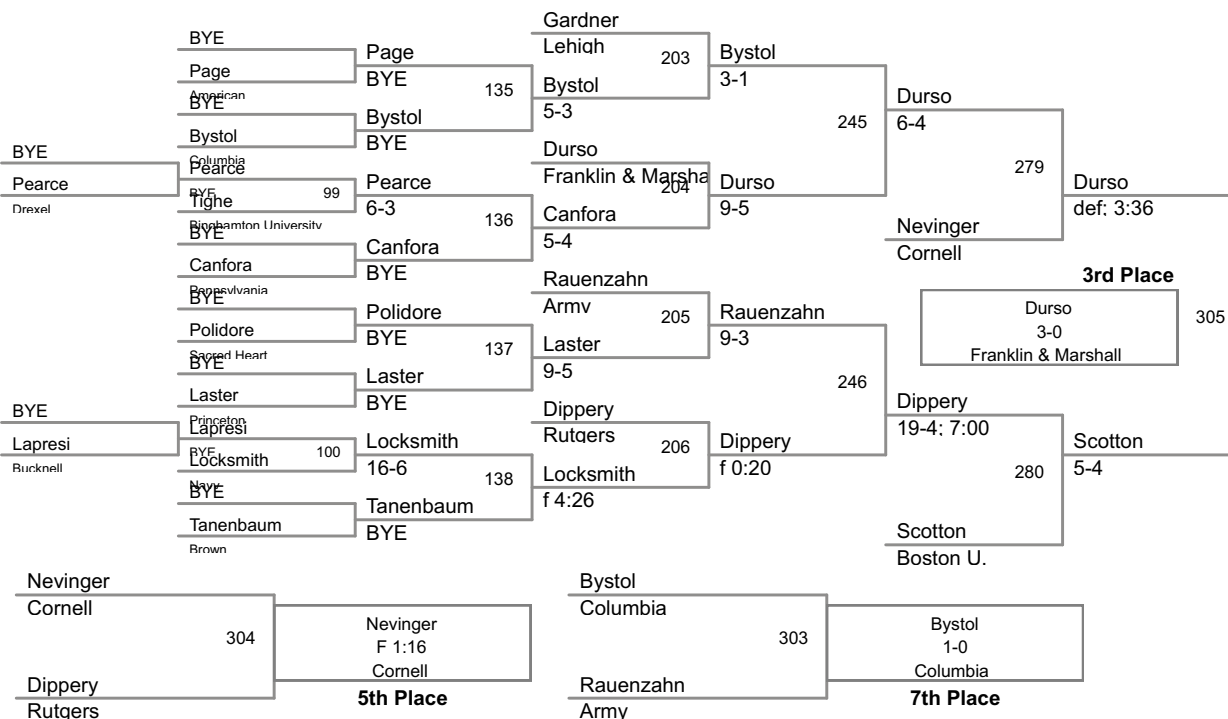 BYE
Pearce
Drexel
BYE
Lapresi
Bucknell
BYE
Page
American
BYE
Bystol
Columbia
Pearce
BYE
99
Tighe
Binghamton University
BYE
Canfora
Pennsylvania
BYE
Polidore
Sacred Heart
BYE
Laster
Princeton
Lapresi
BYE
100
Locksmith
Navy
BYE
Tanenbaum
Brown
Page
BYE
135
Bystol
BYE
Pearce
6-3
136
Canfora
BYE
Polidore
BYE
137
Laster
BYE
Locksmith
16-6
138
Tanenbaum
BYE
Gardner
Lehigh
203
Bystol
5-3
Durso
Franklin & Marsha
204
Canfora
5-4
Rauenzahn
Army
205
Laster
9-5
Dippery
Rutgers
206
Locksmith
f 4:26
Bystol
3-1
245
Durso
9-5
Rauenzahn
9-3
246
Dippery
f 0:20
Durso
6-4
279
Nevinger
Cornell
Dippery
19-4; 7:00
280
Scotton
Boston U.
Durso
def; 3:36
3rd Place
Durso
3-0
Franklin & Marshall
305
Scotton
5-4
Nevinger
Cornell
304
Dippery
Rutgers
Nevinger
F 1:16
Cornell
5th Place
Bystol
Columbia
303
Rauenzahn
Army
Bystol
1-0
Columbia
7th Place